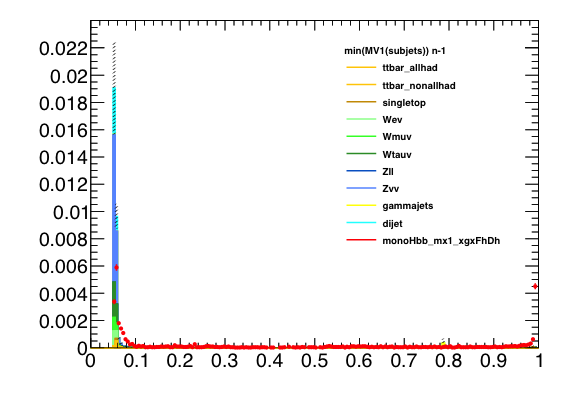 min(MV1(subjets)) n-1
ttbar_allhad
ttbar_nonallhad
singletop
Wev
Wmuv
Wtauv
Zll
Zvv
gammajets
dijet
monoHbb_mx1_xgxFhDh
0.022
0.02
0.018
0.016
0.014
0.012
0.01
0.008
0.006
0.004
0.002
0
0 0.1 0.2 0.3 0.4 0.5 0.6 0.7 0.8 0.9 1